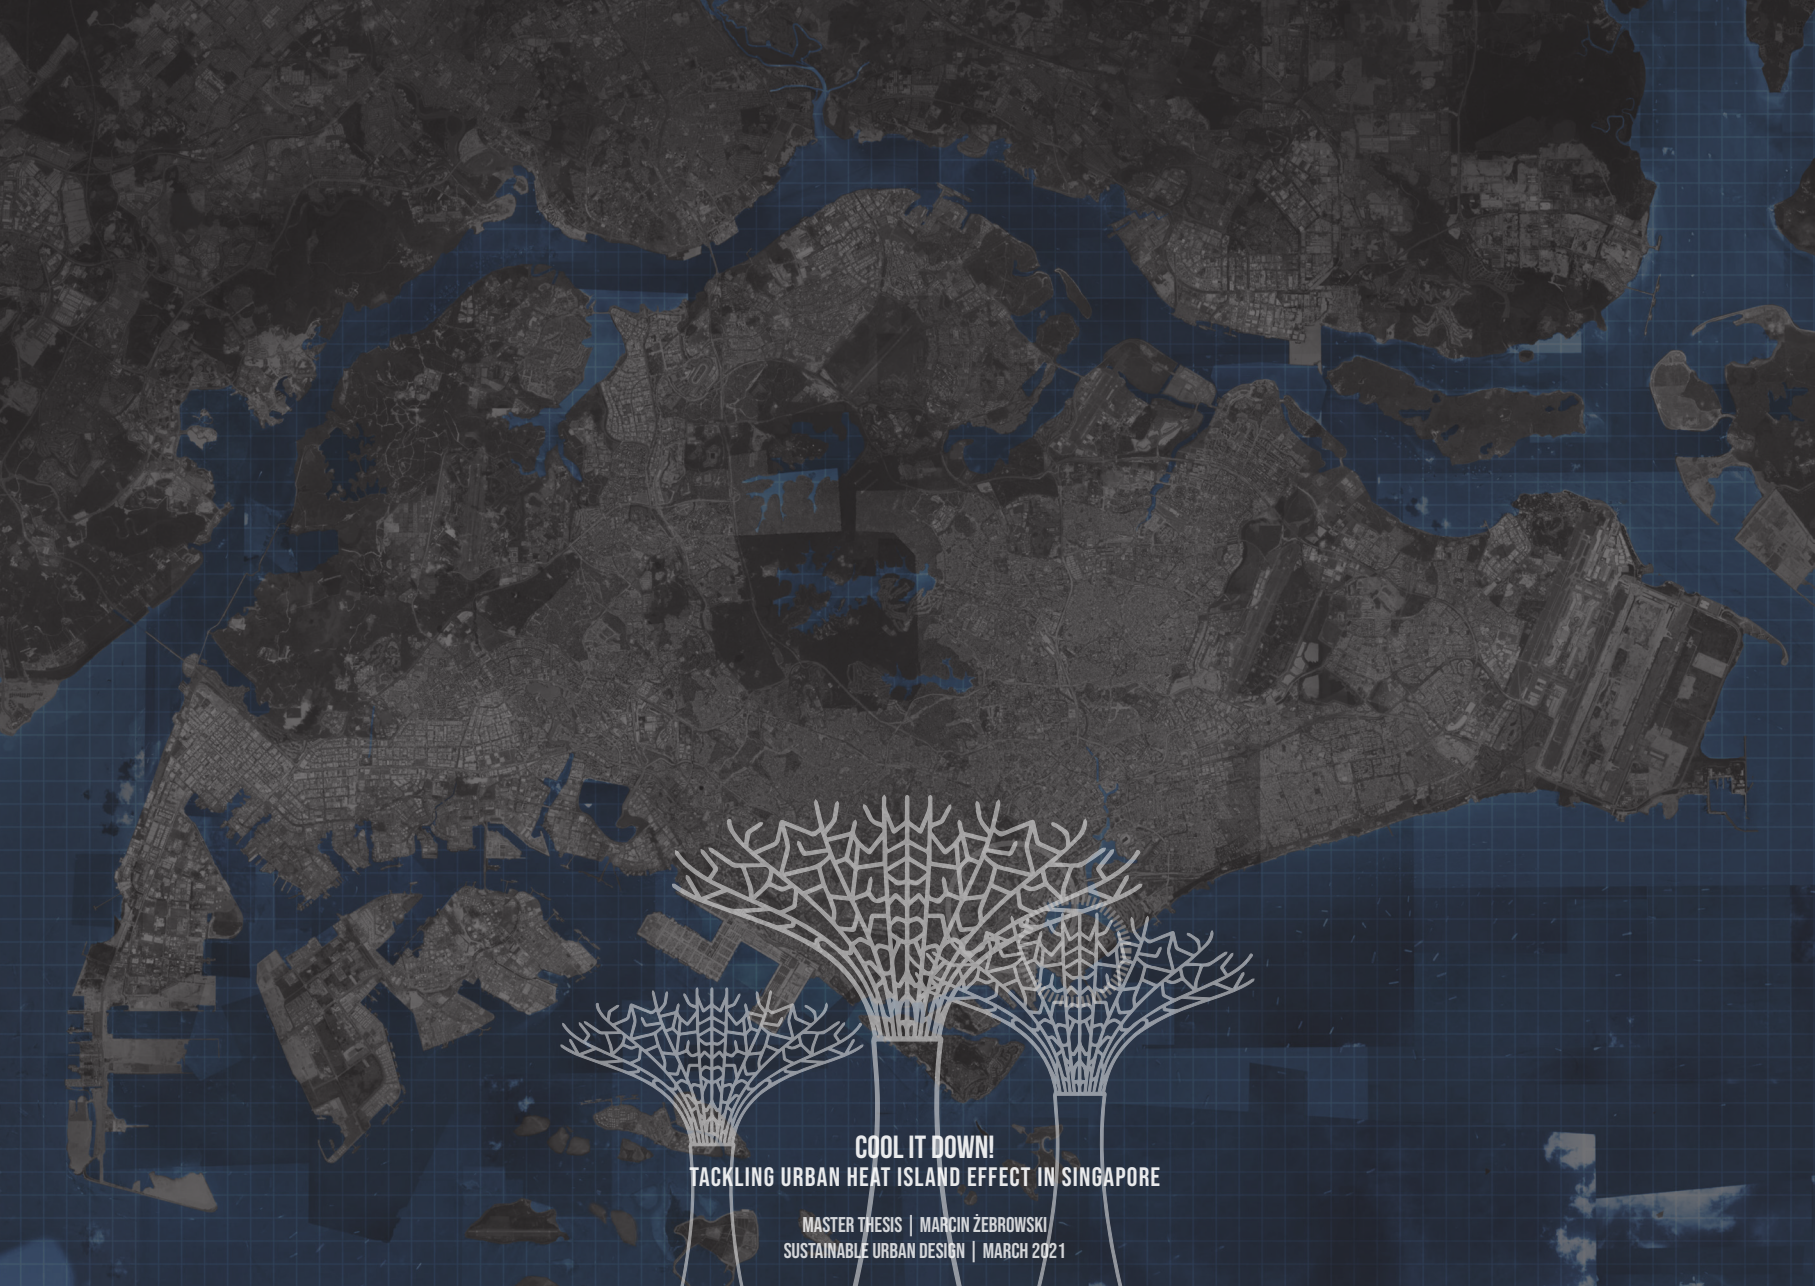 COOL IT DOWN!
TACKLING URBAN HEAT ISLAND EFFECT IN SINGAPORE
MASTER THESIS | MARCIN ŻEBROWSKI
SUSTAINABLE URBAN DESIGN | MARCH 2021